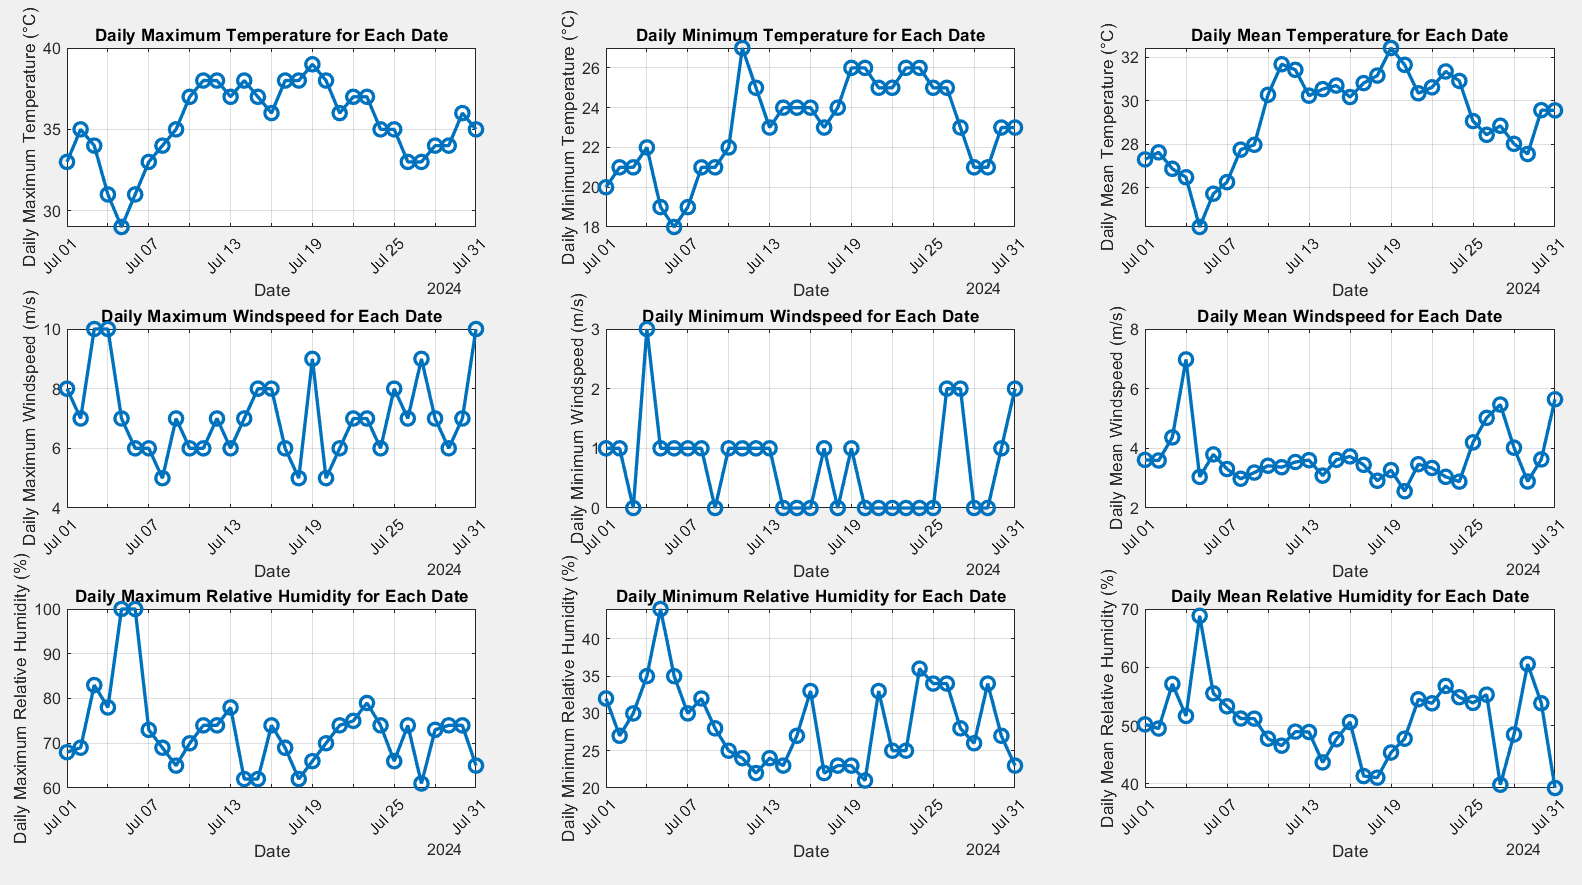 Daily Maximum Temperature for Each Date
Daily Maximum Temperature (°C)
40
35
30
Jul 01
Jul 07
Jul 13
Jul 19
Jul 25
Jul 31
Date
2024
Daily Minimum Temperature for Each Date
Daily Minimum Temperature (°C)
26
24
22
20
18
Jul 01
Jul 07
Jul 13
Jul 19
Jul 25
Jul 31
Date
2024
Daily Mean Temperature for Each Date
Daily Mean Temperature (°C)
32
30
28
26
Jul 01
Jul 07
Jul 13
Jul 19
Jul 25
Jul 31
Date
2024
Daily Maximum Windspeed for Each Date
Daily Maximum Windspeed (m/s)
10
8
6
4
Jul 01
Jul 07
Jul 13
Jul 19
Jul 25
Jul 31
Date
2024
Daily Minimum Windspeed for Each Date
Daily Minimum Windspeed (m/s)
3
2
1
0
Jul 01
Jul 07
Jul 13
Jul 19
Jul 25
Jul 31
Date
2024
Daily Mean Windspeed for Each Date
Daily Mean Windspeed (m/s)
8
6
4
2
Jul 01
Jul 07
Jul 13
Jul 19
Jul 25
Jul 31
Date
2024
Daily Maximum Relative Humidity for Each Date
Daily Maximum Relative Humidity (%)
100
90
80
70
60
Jul 01
Jul 07
Jul 13
Jul 19
Jul 25
Jul 31
Date
2024
Daily Minimum Relative Humidity for Each Date
Daily Minimum Relative Humidity (%)
40
35
30
25
20
Jul 01
Jul 07
Jul 13
Jul 19
Jul 25
Jul 31
Date
2024
Daily Mean Relative Humidity for Each Date
Daily Mean Relative Humidity (%)
70
60
50
40
Jul 01
Jul 07
Jul 13
Jul 19
Jul 25
Jul 31
Date
2024